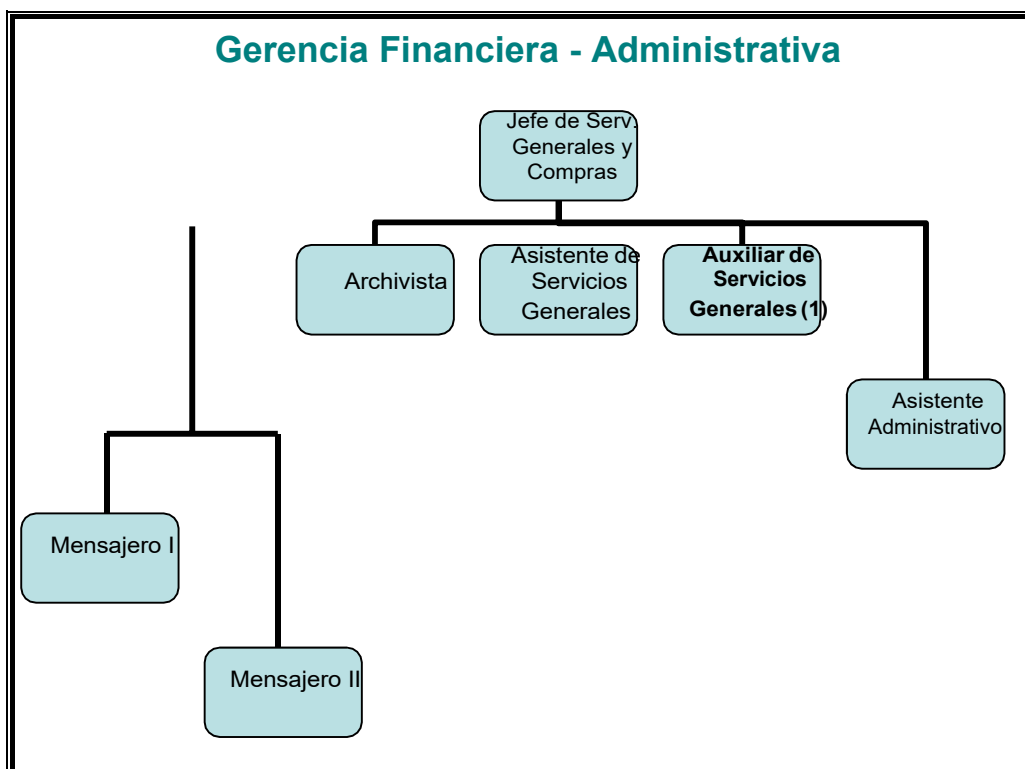 Gerencia Financiera - Administrativa
Jefe de Serv.
Generales y
Compras
Archivista
Asistente de
Servicios
Generales
Auxiliar de
Servicios
Generales (1)
Asistente
Administrativo
Mensajero I
Mensajero II